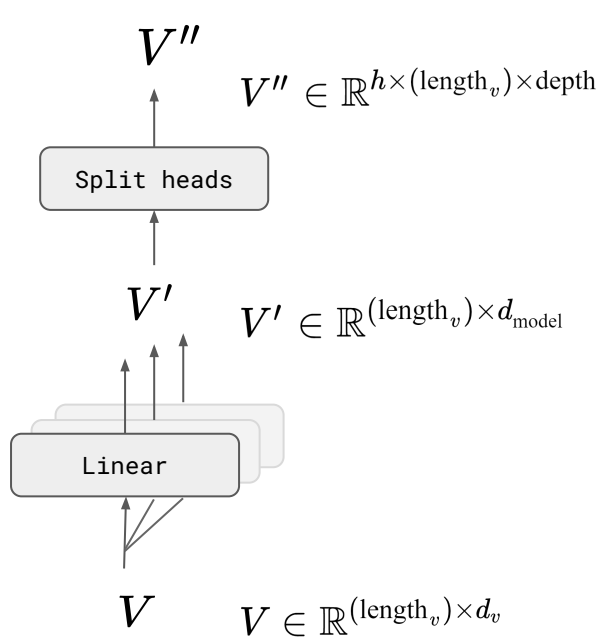 V′′
V′′ ∈ ℝ^{h×(length_v)×depth}
Split heads
V′
V′ ∈ ℝ^{(length_v)×d_model}
Linear
V
V ∈ ℝ^{(length_v)×d_v}